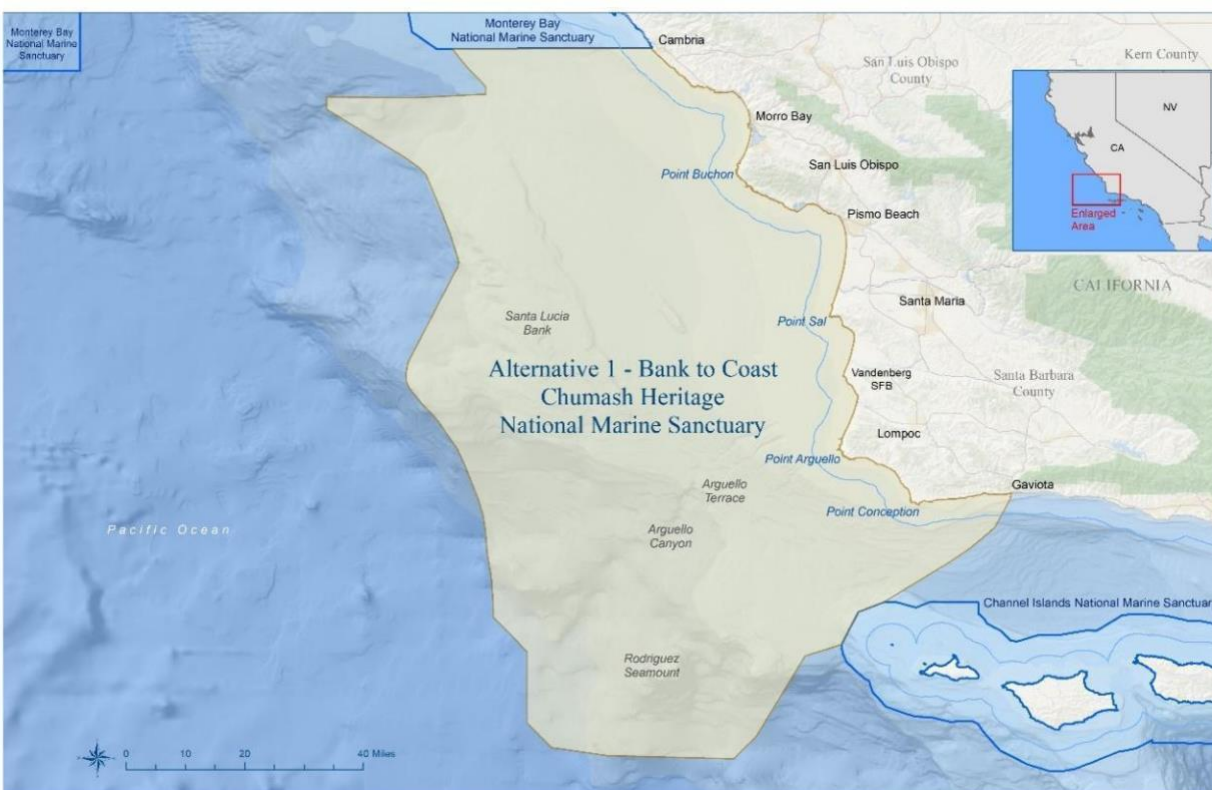 Monterey Bay
National Marine
Sanctuary
Monterey Bay
National Marine Sanctuary
Cambria
San Luis Obispo
County
Kern County
NV
CA
Enlarged
Area
Morro Bay
San Luis Obispo
Point Buchon
Pismo Beach
CALIFORNIA
Santa Maria
Santa Lucia
Bank
Point Sal
Alternative 1 - Bank to Coast
Chumash Heritage
National Marine Sanctuary
Vandenberg
SFB
Santa Barbara
County
Lompoc
Point Arguello
Arguello
Terrace
Gaviota
Point Conception
Pacific Ocean
Arguello
Canyon
Channel Islands National Marine Sanctuar
Rodriguez
Seamount
0 10 20 40 Miles